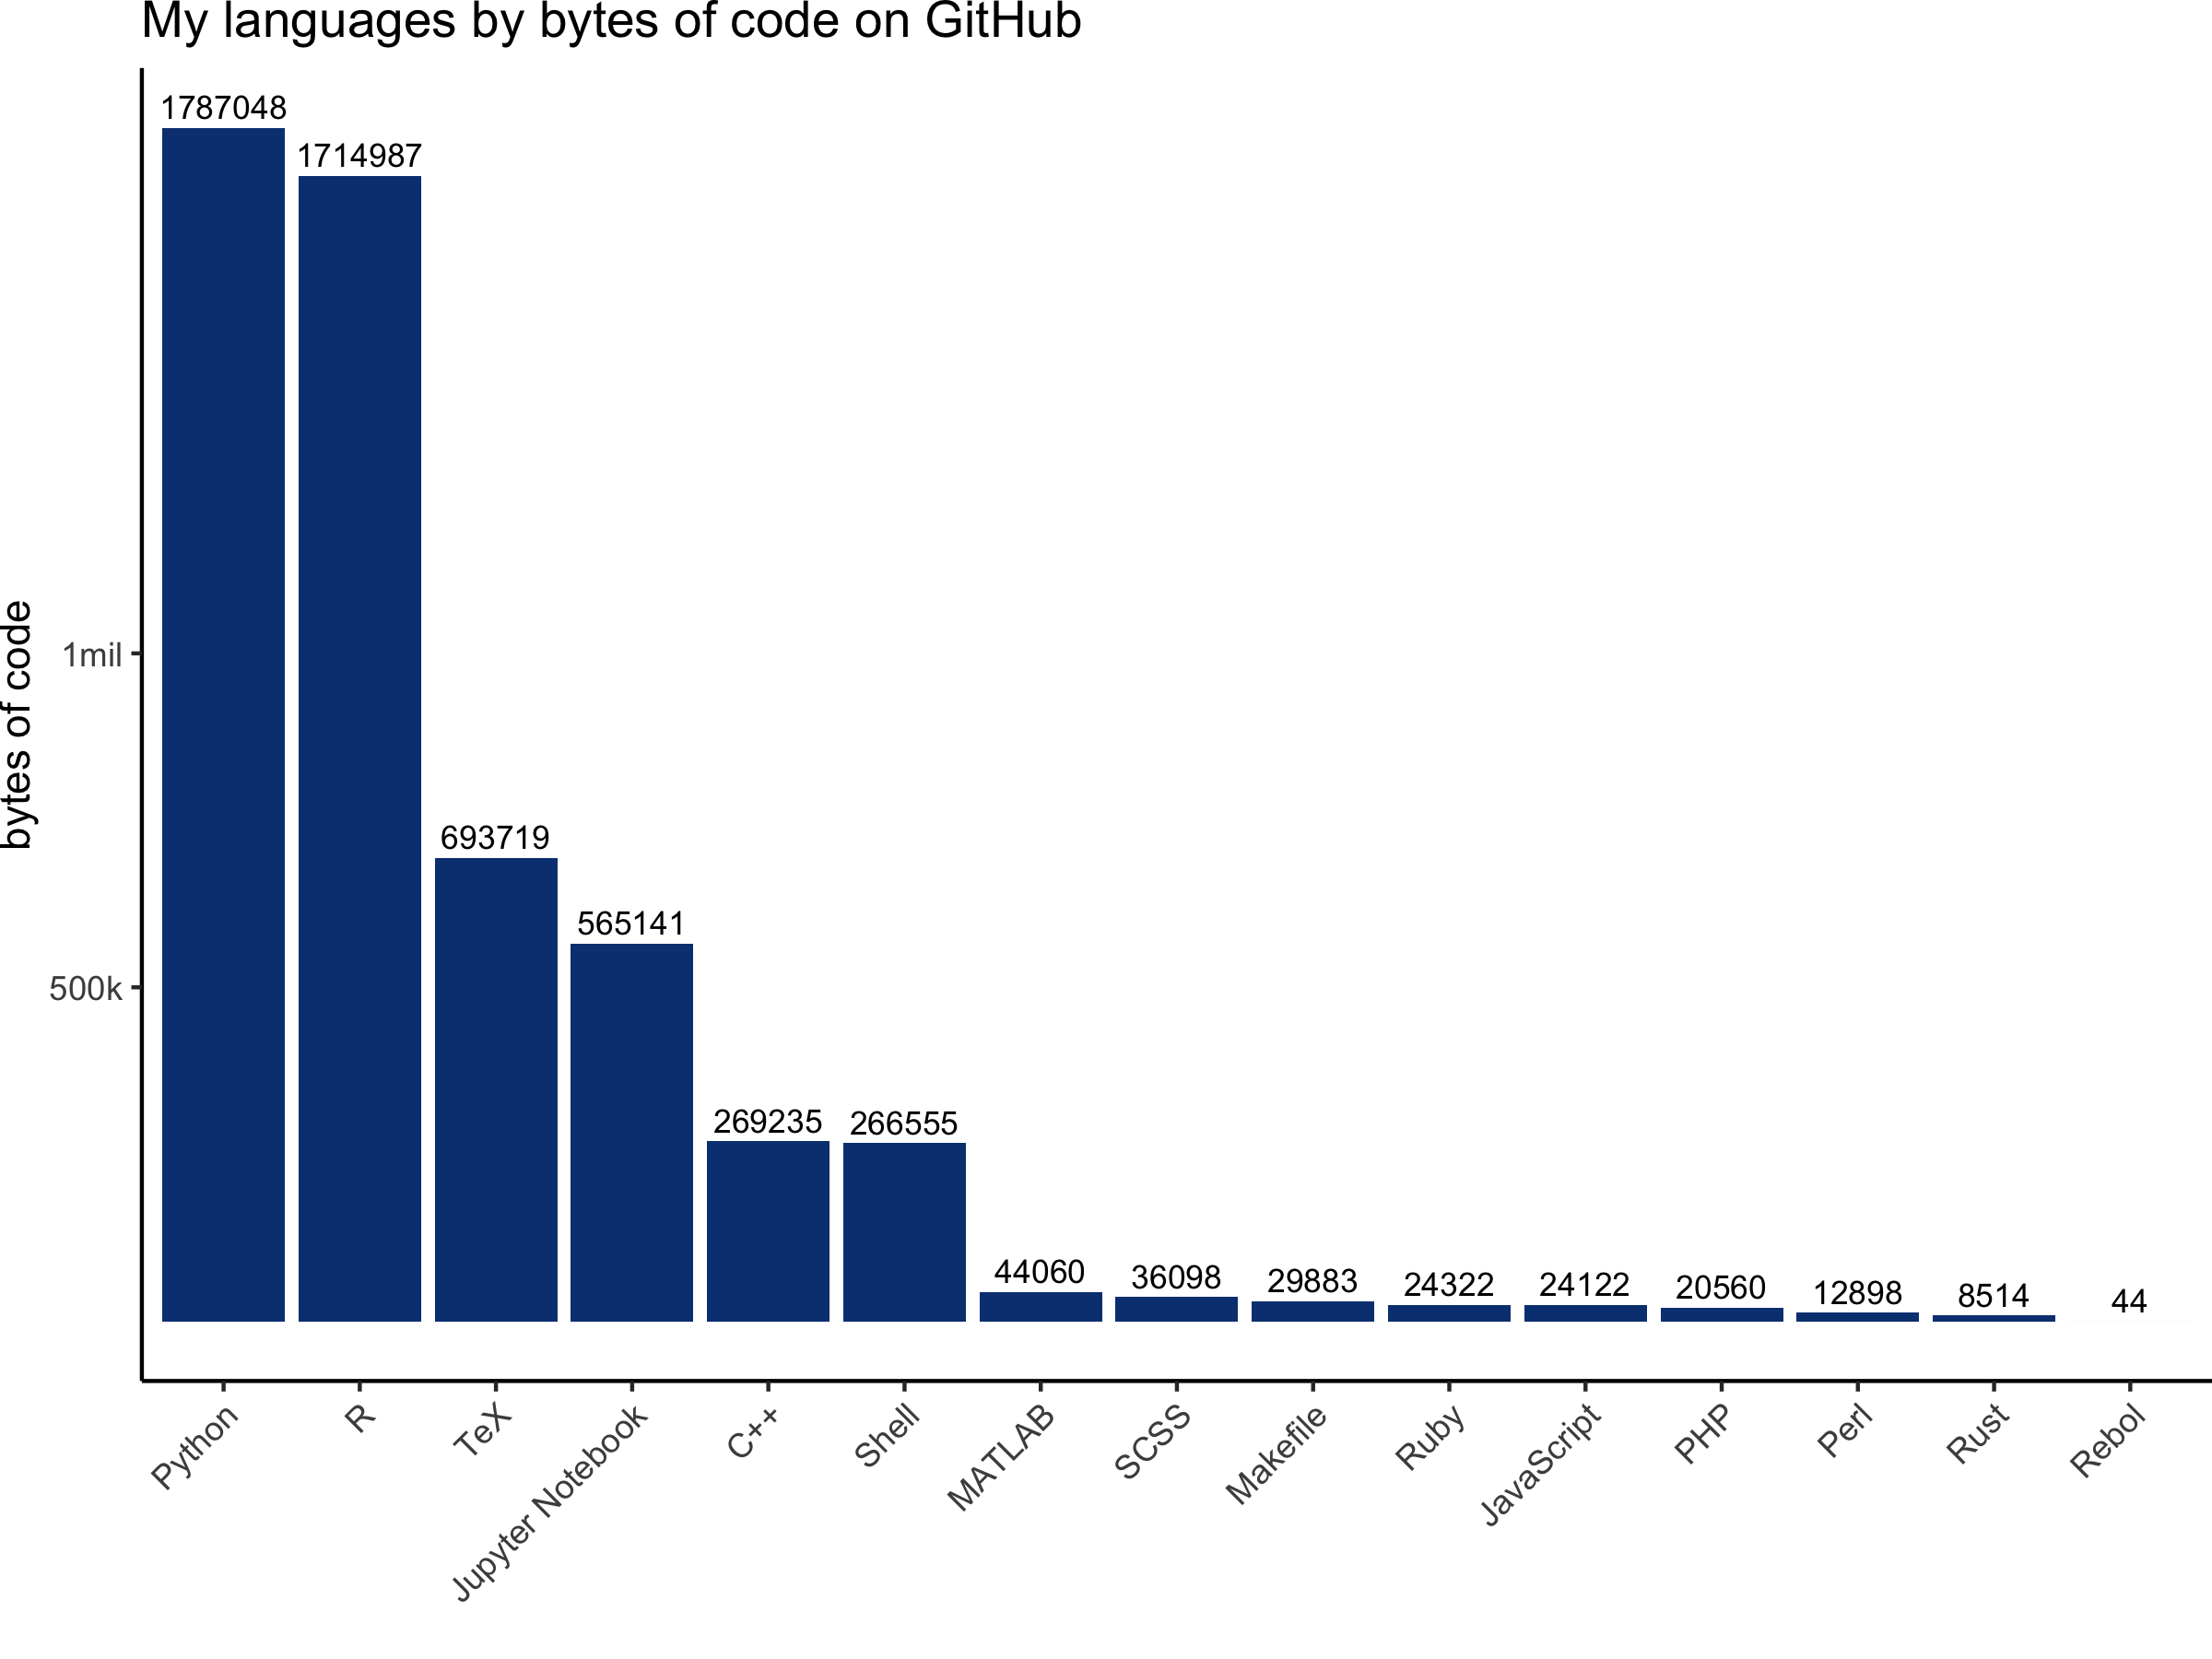 My languages by bytes of code on GitHub
1787048
1714987
693719
565141
269235
266555
44060
36098
29883
24322
24122
20560
12898
8514
44
bytes of code
1mil
500k
Python
R
TeX
Jupyter Notebook
C++
Shell
MATLAB
SCSS
Makefile
Ruby
JavaScript
PHP
Perl
Rust
Rebol